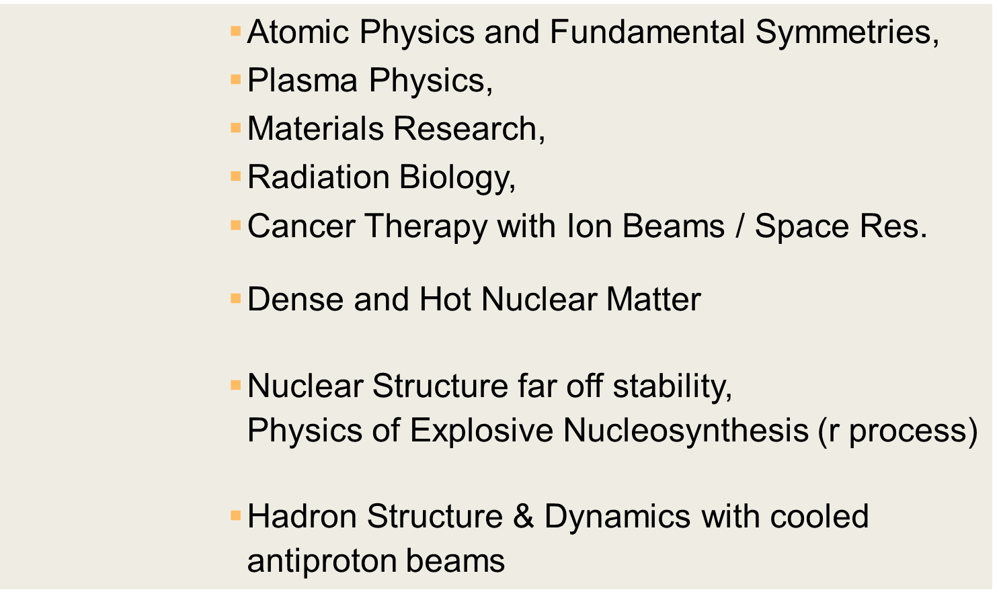 ▪Atomic Physics and Fundamental Symmetries,
▪Plasma Physics,
▪Materials Research,
▪Radiation Biology,
▪Cancer Therapy with Ion Beams / Space Res.
▪Dense and Hot Nuclear Matter
▪Nuclear Structure far off stability,
Physics of Explosive Nucleosynthesis (r process)
▪Hadron Structure & Dynamics with cooled
antiproton beams